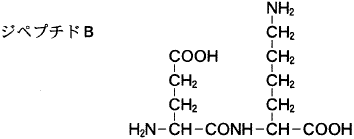 ジペプチドB
NH₂
CH₂
COOH CH₂
CH₂ CH₂
CH₂ CH₂
H₂N–CH–CONH–CH–COOH